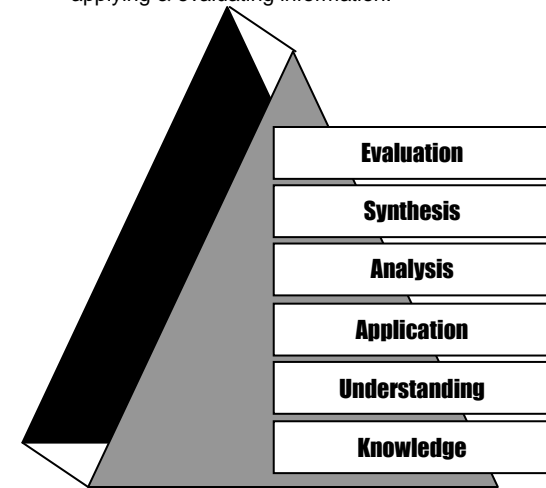 applying & evaluating information.
Evaluation
Synthesis
Analysis
Application
Understanding
Knowledge